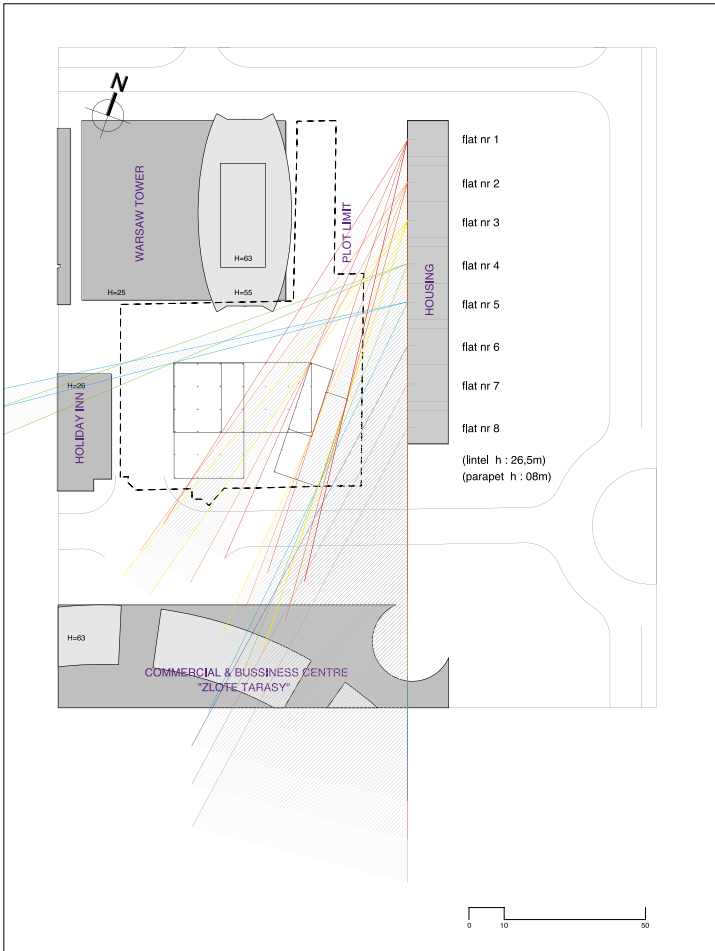 N
flat nr 1
flat nr 2
flat nr 3
flat nr 4
flat nr 5
flat nr 6
flat nr 7
flat nr 8
(lintel h : 26,5m)
(parapet h : 08m)
WARSAW TOWER
H=63
H=25
H=55
PLOT LIMIT
HOUSING
H=26
HOLIDAY INN
H=63
COMMERCIAL & BUSSINESS CENTRE
"ZLOTE TARASY"
0 10 50